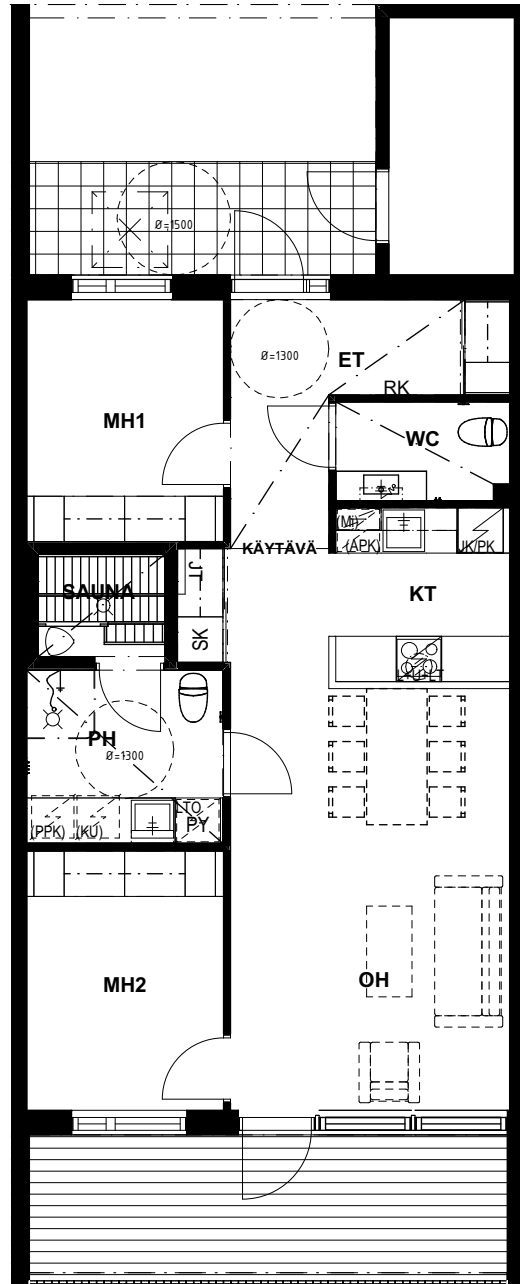 Ø=1500
Ø=1300
ET
RK
MH1
WC
(MI)
KÄYTÄVÄ
(APK)
JK/PK
JT
SAUNA
KT
SK
PH
Ø=1300
LTO
(PPK)
(KU)
PY
MH2
OH